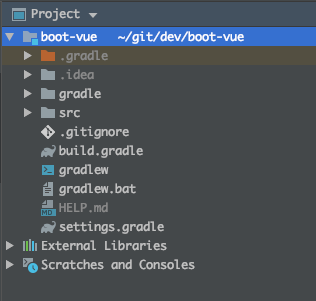 Project
boot-vue ~/git/dev/boot-vue
.gradle
.idea
gradle
src
.gitignore
build.gradle
gradlew
gradlew.bat
HELP.md
settings.gradle
External Libraries
Scratches and Consoles